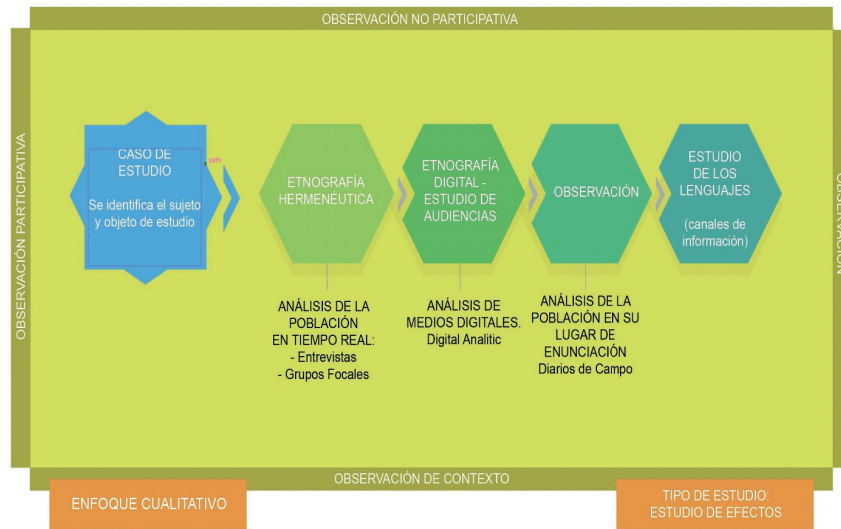 OBSERVACIÓN NO PARTICIPATIVA
OBSERVACIÓN PARTICIPATIVA
CASO DE
ESTUDIO
Se identifica el sujeto
y objeto de estudio
path
ETNOGRAFÍA
HERMENÉUTICA
ETNOGRAFÍA
DIGITAL -
ESTUDIO DE
AUDIENCIAS
OBSERVACIÓN
ESTUDIO
DE LOS
LENGUAJES
(canales de
información)
ANÁLISIS DE LA
POBLACIÓN
EN TIEMPO REAL:
- Entrevistas
- Grupos Focales
ANÁLISIS DE
MEDIOS DIGITALES.
Digital Analitic
ANÁLISIS DE LA
POBLACIÓN EN SU
LUGAR DE
ENUNCIACIÓN
Diarios de Campo
OBSERVACIÓN
OBSERVACIÓN DE CONTEXTO
ENFOQUE CUALITATIVO
TIPO DE ESTUDIO:
ESTUDIO DE EFECTOS